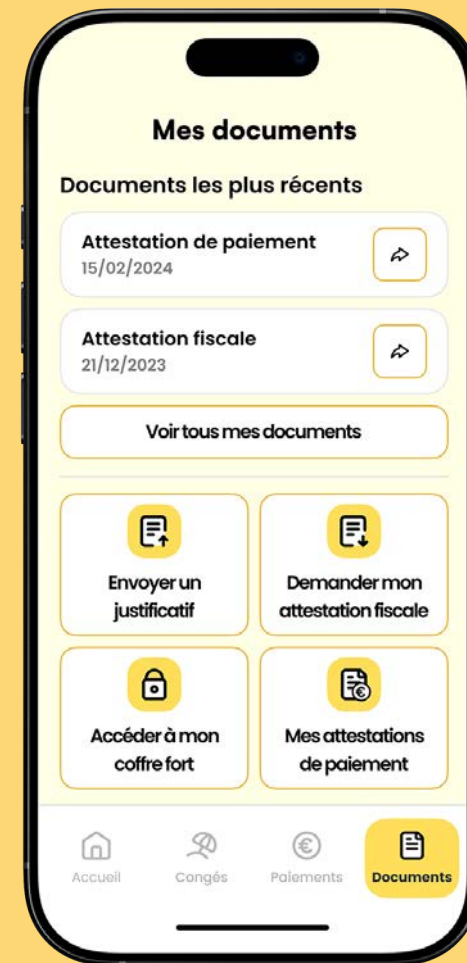 Mes documents
Documents les plus récents
Attestation de paiement
15/02/2024
Attestation fiscale
21/12/2023
Voir tous mes documents
Envoyer un
justificatif
Demander mon
attestation fiscale
Accéder à mon
coffre fort
Mes attestations
de paiement
Accueil
Congés
Paiements
Documents